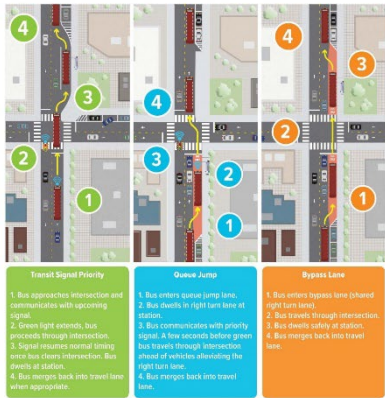 4
3
2
1
4
3
2
1
4
3
2
1
Transit Signal Priority
1. Bus approaches intersection and
communicates with upcoming
signal.
2. Green light extends, bus
proceeds through intersection.
3. Signal resumes normal timing
once bus clears intersection. Bus
dwells at station.
4. Bus merges back into travel lane
when appropriate.
Queue Jump
1. Bus enters queue jump lane.
2. Bus dwells in right turn lane at
station.
3. Bus communicates with priority
signal. A few seconds before green
bus travels through intersection
ahead of vehicles alleviating the
right turn lane.
4. Bus merges back into travel
lane.
Bypass Lane
1. Bus enters bypass lane (shared
right turn lane).
2. Bus travels through intersection.
3. Bus dwells safely at station.
4. Bus merges back into travel
lane.